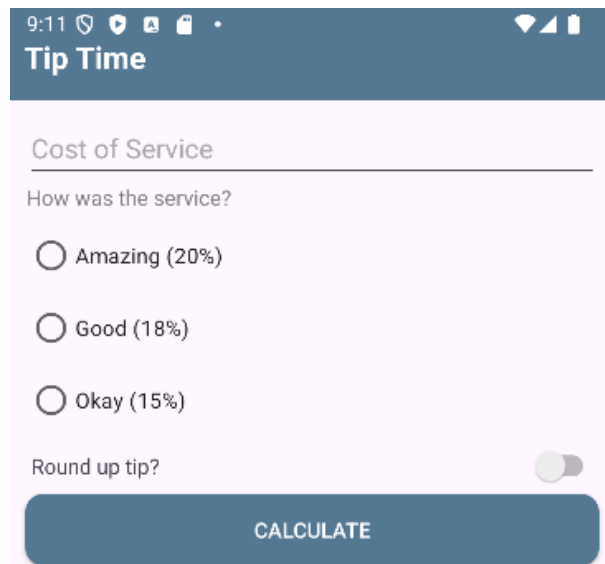 9:11
Tip Time
Cost of Service
How was the service?
Amazing (20%)
Good (18%)
Okay (15%)
Round up tip?
CALCULATE